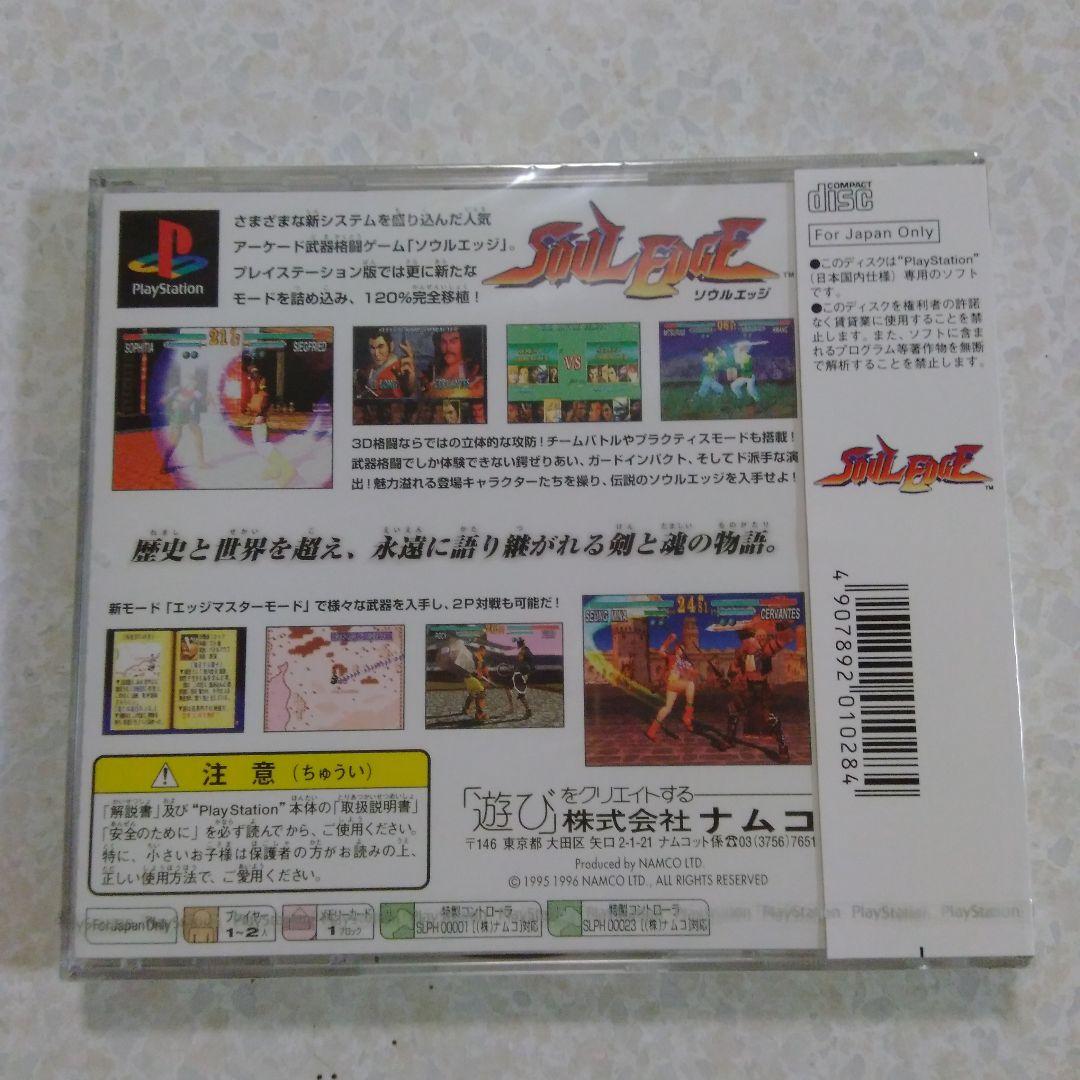 PlayStation
さまざまな新システムを盛り込んだ人気
アーケード武器格闘ゲーム「ソウルエッジ」。
プレイステーション版では更に新たな
モードを詰め込み、120%完全移植!
SOUL EDGE™
ソウルエッジ
SOPHITIA
SIEGFRIED
CERVANTES
VS
MITSURUGI
HWANG
3D格闘ならではの立体的な攻防!チームバトルやプラクティスモードも搭載!
武器格闘でしか体験できない鍔ぜりあい、ガードインパクト、そしてド派手な演
出!魅力溢れる登場キャラクターたちを操り、伝説のソウルエッジを入手せよ!
歴史と世界を超え、永遠に語り継がれる剣と魂の物語。
新モード「エッジマスターモード」で様々な武器を入手し、2P対戦も可能だ!
ROCK
SEUNG MINA
24
CERVANTES
注意(ちゅうい)
「解説書」及び“PlayStation”本体の「取扱説明書」
「安全のために」を必ず読んでから、ご使用ください。
特に、小さいお子様は保護者の方がお読みの上、
正しい使用方法で、ご愛用ください。
「遊び」をクリエイトする
株式会社ナムコ
〒146 東京都 大田区 矢口2-1-21 ナムコット係☎03(3756)7651
Produced by NAMCO LTD.
© 1995 1996 NAMCO LTD., ALL RIGHTS RESERVED
For Japan Only
プレイヤー
1~2人
メモリーカード
1ブロック
特製コントローラ
SLPH 00001 [(株)ナムコ]対応
特製コントローラ
SLPH 00023 [(株)ナムコ]対応
PlayStation
PlayStation
PlayStation
COMPACT
disc
For Japan Only
●このディスクは“PlayStation”
(日本国内仕様)専用のソフト
です。
●このディスクを権利者の許諾
なく賃貸業に使用することを禁
止します。また、ソフトに含ま
れるプログラム等著作物を無断
で解析することを禁止します。
SOUL EDGE™
4907892010284